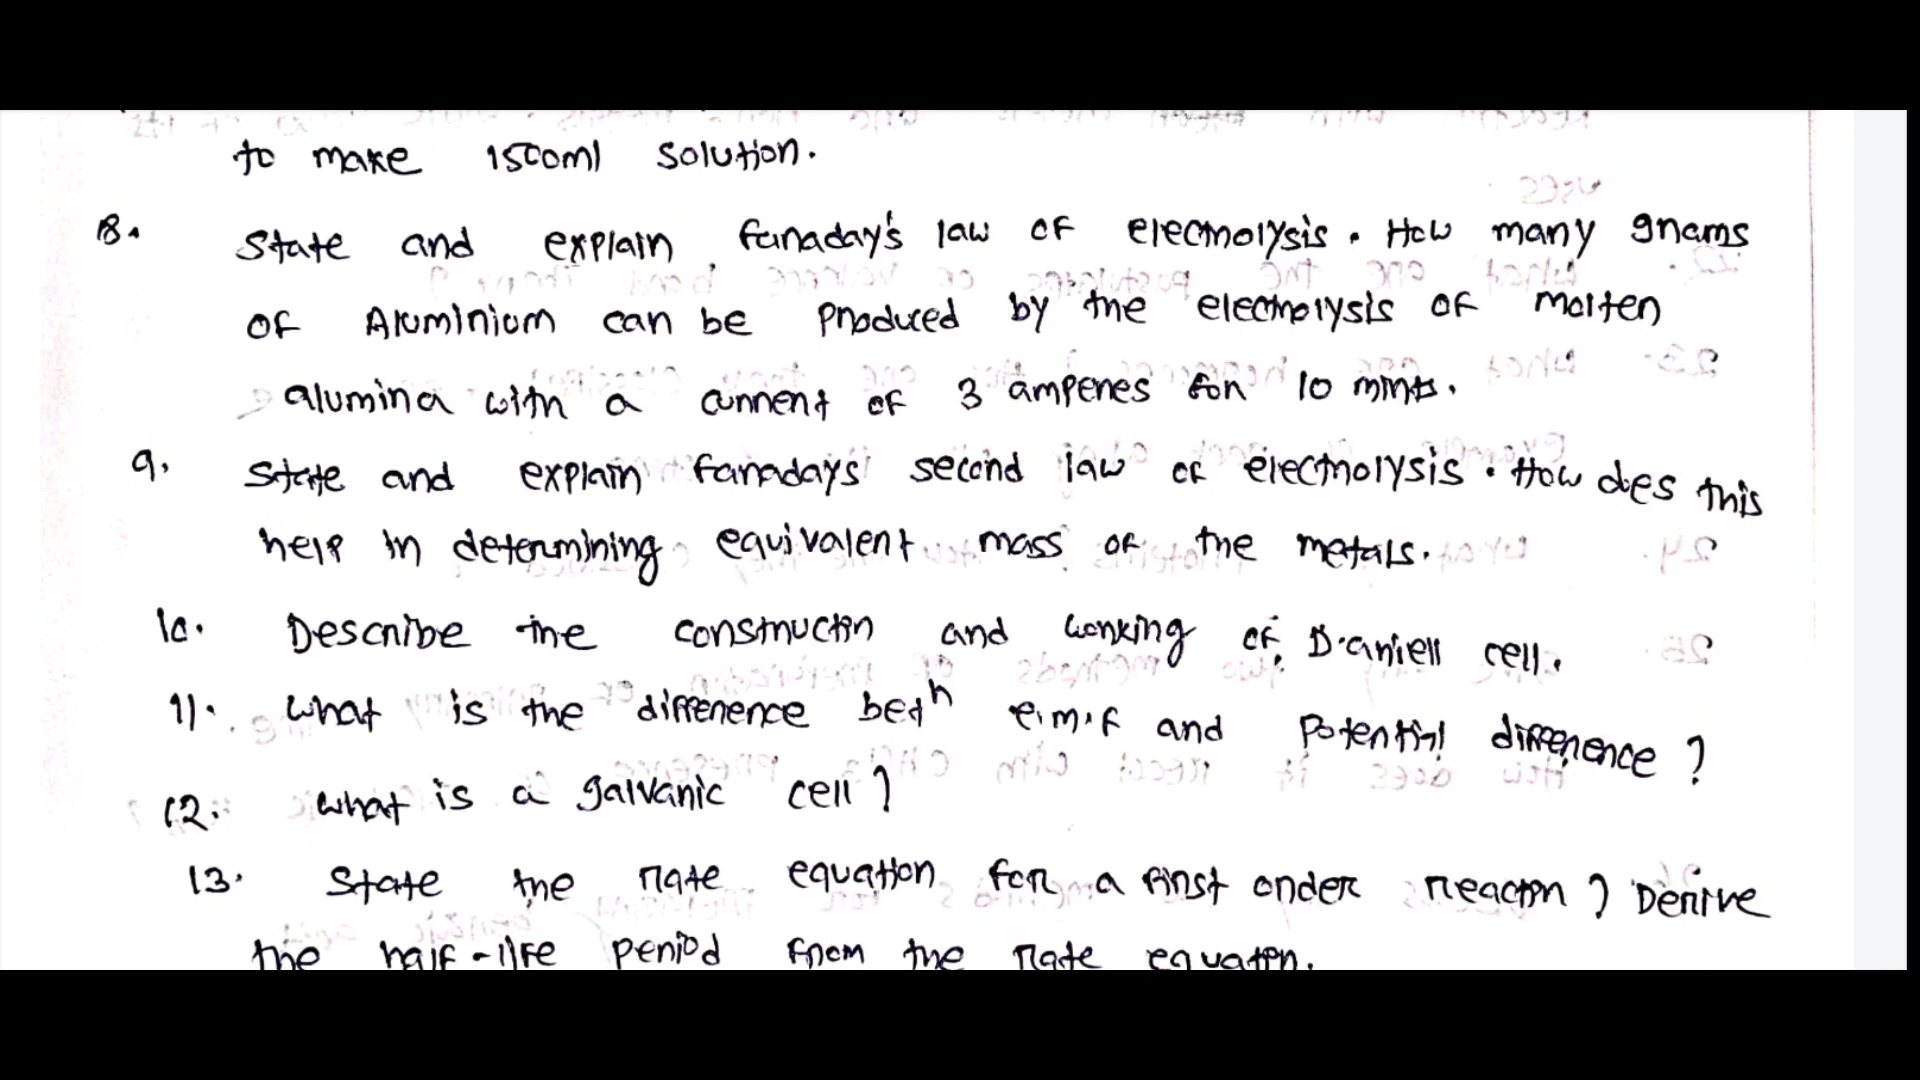 to make 1500ml solution.
8. State and explain faraday's law of electrolysis. How many grams
of Aluminium can be produced by the electrolysis of molten
alumina with a current of 3 amperes for 10 mints.
9. State and explain faradays second law of electrolysis. How does this
help in determining equivalent mass of the metals.
10. Describe the constructin and working of Daniell cell.
11. What is the difference betn e.m.f and Potential difference?
12. What is a galvanic cell?
13. State the rate equation for a first order reaction? Derive
the half-life period from the rate equation.